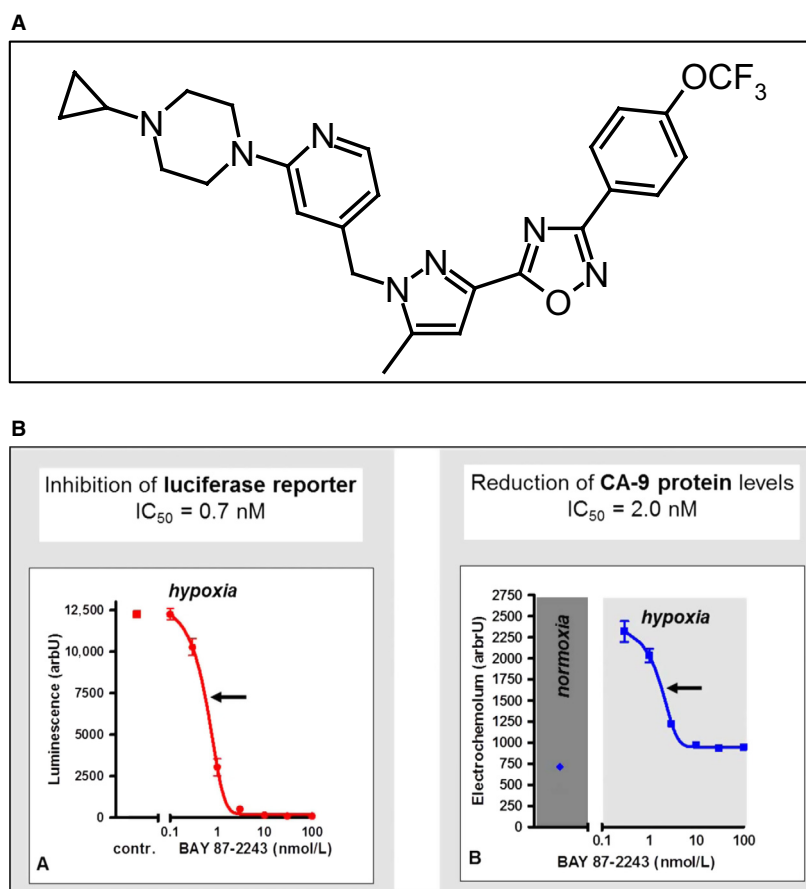 A
OCF3
N
N
N
N
N
N
N
O
B
Inhibition of luciferase reporter
IC50 = 0.7 nM
hypoxia
Luminescence (arbU)
12,500
10,000
7500
5000
2500
0
contr.
0.1 1 10 100
BAY 87-2243 (nmol/L)
A
Reduction of CA-9 protein levels
IC50 = 2.0 nM
normoxia
hypoxia
Electrochemolum (arbrU)
2750
2500
2250
2000
1750
1500
1250
1000
750
500
250
0
0.1 1 10 100
BAY 87-2243 (nmol/L)
B